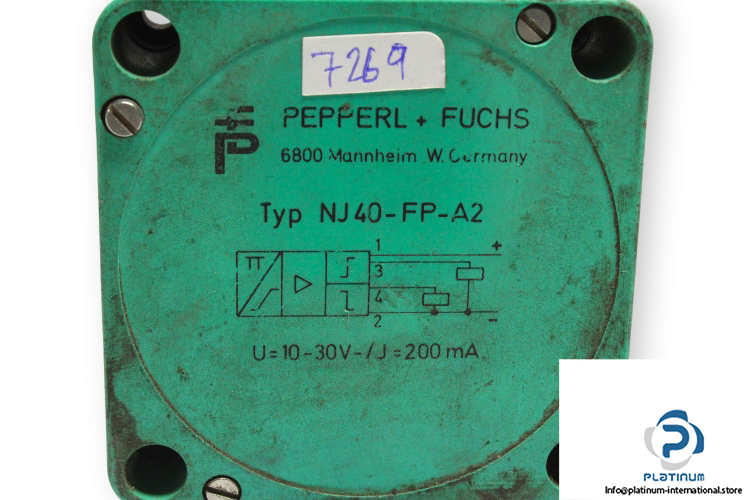 7269
PEPPERL + FUCHS
6800 Mannheim W. Germany
Typ NJ40-FP-A2
1
+
3
4
2
-
U=10-30V-/J=200mA
PLATINUM
INTERNATIONAL
Info@platinum-international.store